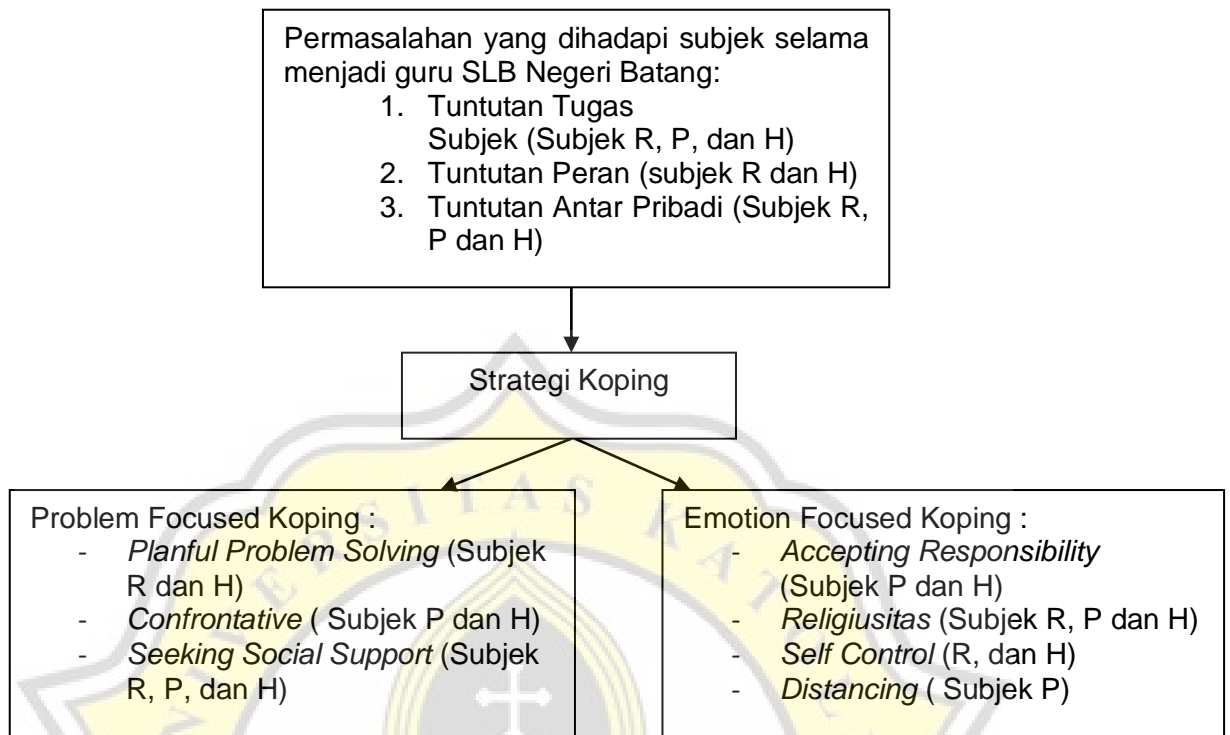 Permasalahan yang dihadapi subjek selama
menjadi guru SLB Negeri Batang:
1. Tuntutan Tugas
Subjek (Subjek R, P, dan H)
2. Tuntutan Peran (subjek R dan H)
3. Tuntutan Antar Pribadi (Subjek R,
P dan H)
Strategi Koping
Problem Focused Koping :
- Planful Problem Solving (Subjek
R dan H)
- Confrontative ( Subjek P dan H)
- Seeking Social Support (Subjek
R, P, dan H)
Emotion Focused Koping :
- Accepting Responsibility
(Subjek P dan H)
- Religiusitas (Subjek R, P dan H)
- Self Control (R, dan H)
- Distancing ( Subjek P)